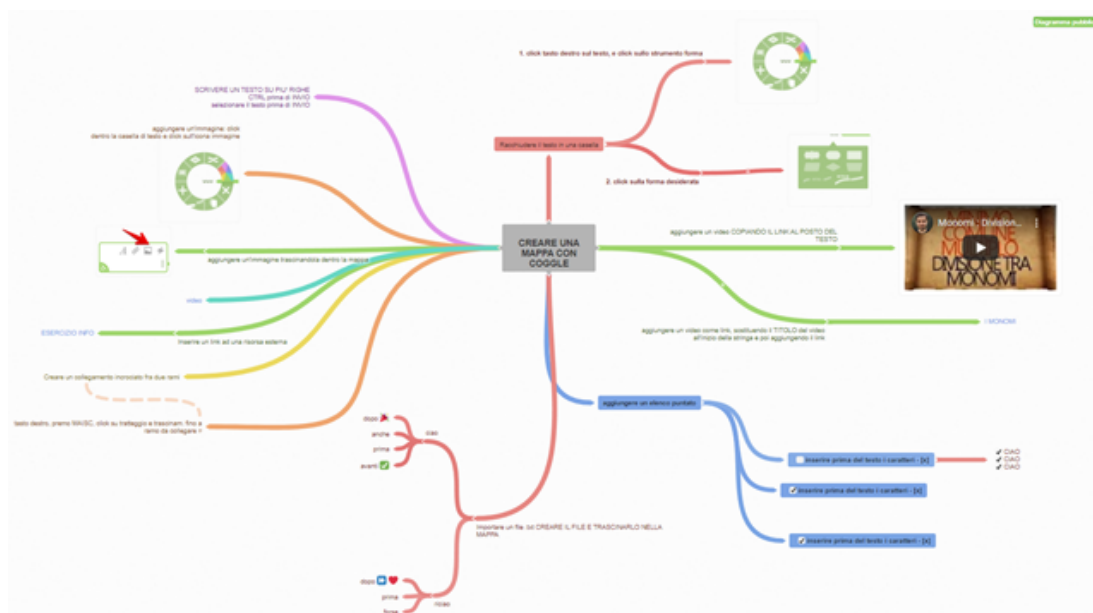 Diagramma pubblico
1. click tasto destro sul testo, e click sullo strumento forma
SCRIVERE UN TESTO SU PIU' RIGHE
CTRL prima di INVIO
selezionare il testo prima di INVIO
aggiungere un'immagine: click
dentro la casella di testo e click sull'icona immagine
Racchiudere il testo in una casella
2. click sulla forma desiderata
CREARE UNA
MAPPA CON
COGGLE
aggiungere un video COPIANDO IL LINK AL POSTO DEL
TESTO
Monomi : Division...
MINIMO
COMUNE
MULTIPLO
DIVISIONE TRA
MONOMI
aggiungere un'immagine trascinandola dentro la mappa
video
ESERCIZIO INFO
Inserire un link ad una risorsa esterna
aggiungere un video come link, sostituendo il TITOLO del video
all'inizio della stringa e poi aggiungendo il link
I MONOMI
Creare un collegamento incrociato fra due rami
tasto destro, premo MAIUSC, click su tratteggio e trascinam. fino a
ramo da collegare
aggiungere un elenco puntato
dopo
anche
prima
avanti
ciao
inserire prima del testo i caratteri - [x]
CIAO
CIAO
CIAO
inserire prima del testo i caratteri - [x]
inserire prima del testo i caratteri - [x]
Importare un file .txt CREARE IL FILE E TRASCINARLO NELLA
MAPPA
dopo
prima
forse
riciao